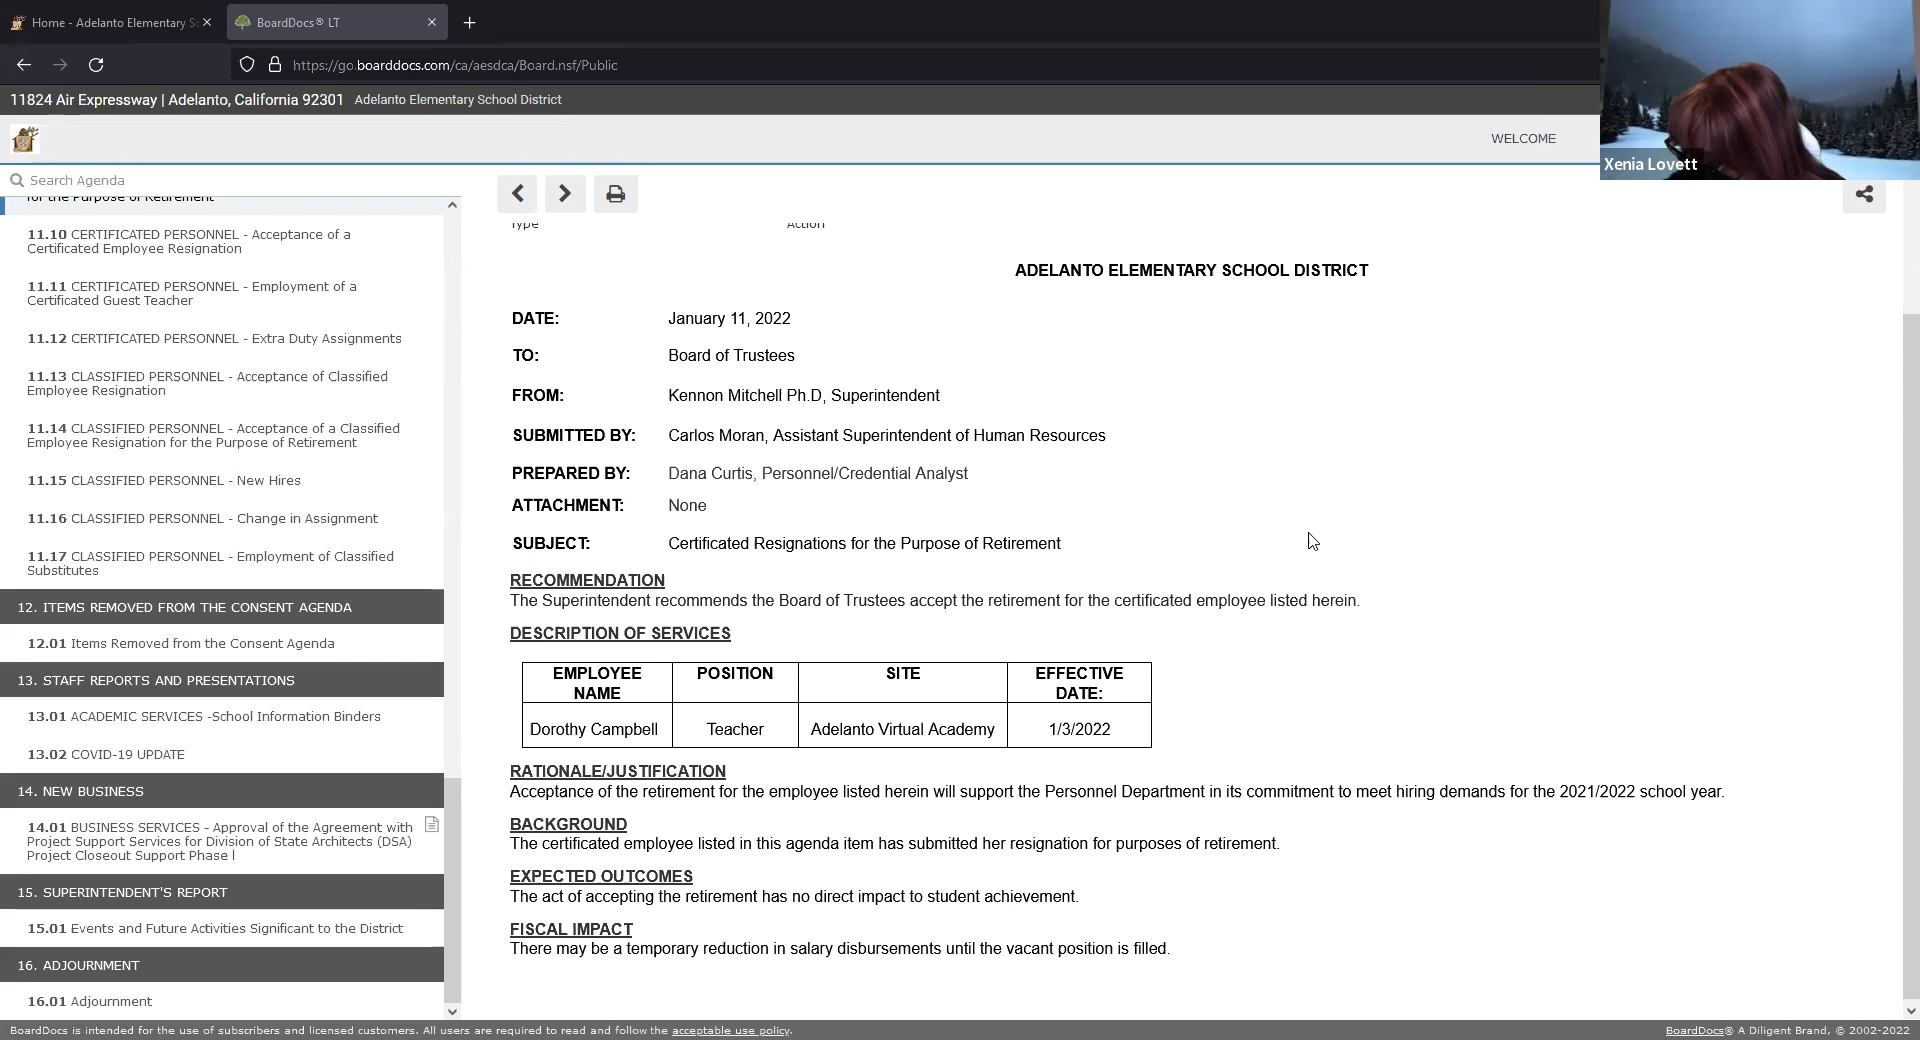 Home - Adelanto Elementary S
BoardDocs® LT
https://go.boarddocs.com/ca/aesdca/Board.nsf/Public
11824 Air Expressway | Adelanto, California 92301 Adelanto Elementary School District
WELCOME
Xenia Lovett
Search Agenda
for the Purpose of Retirement
11.10 CERTIFICATED PERSONNEL - Acceptance of a
Certificated Employee Resignation
11.11 CERTIFICATED PERSONNEL - Employment of a
Certificated Guest Teacher
11.12 CERTIFICATED PERSONNEL - Extra Duty Assignments
11.13 CLASSIFIED PERSONNEL - Acceptance of Classified
Employee Resignation
11.14 CLASSIFIED PERSONNEL - Acceptance of a Classified
Employee Resignation for the Purpose of Retirement
11.15 CLASSIFIED PERSONNEL - New Hires
11.16 CLASSIFIED PERSONNEL - Change in Assignment
11.17 CLASSIFIED PERSONNEL - Employment of Classified
Substitutes
12. ITEMS REMOVED FROM THE CONSENT AGENDA
12.01 Items Removed from the Consent Agenda
13. STAFF REPORTS AND PRESENTATIONS
13.01 ACADEMIC SERVICES -School Information Binders
13.02 COVID-19 UPDATE
14. NEW BUSINESS
14.01 BUSINESS SERVICES - Approval of the Agreement with
Project Support Services for Division of State Architects (DSA)
Project Closeout Support Phase I
15. SUPERINTENDENT'S REPORT
15.01 Events and Future Activities Significant to the District
16. ADJOURNMENT
16.01 Adjournment
Type Action
ADELANTO ELEMENTARY SCHOOL DISTRICT
DATE: January 11, 2022
TO: Board of Trustees
FROM: Kennon Mitchell Ph.D, Superintendent
SUBMITTED BY: Carlos Moran, Assistant Superintendent of Human Resources
PREPARED BY: Dana Curtis, Personnel/Credential Analyst
ATTACHMENT: None
SUBJECT: Certificated Resignations for the Purpose of Retirement
RECOMMENDATION
The Superintendent recommends the Board of Trustees accept the retirement for the certificated employee listed herein.
DESCRIPTION OF SERVICES
EMPLOYEE NAME POSITION SITE EFFECTIVE DATE:
Dorothy Campbell Teacher Adelanto Virtual Academy 1/3/2022
RATIONALE/JUSTIFICATION
Acceptance of the retirement for the employee listed herein will support the Personnel Department in its commitment to meet hiring demands for the 2021/2022 school year.
BACKGROUND
The certificated employee listed in this agenda item has submitted her resignation for purposes of retirement.
EXPECTED OUTCOMES
The act of accepting the retirement has no direct impact to student achievement.
FISCAL IMPACT
There may be a temporary reduction in salary disbursements until the vacant position is filled.
BoardDocs is intended for the use of subscribers and licensed customers. All users are required to read and follow the acceptable use policy.
BoardDocs® A Diligent Brand, © 2002-2022